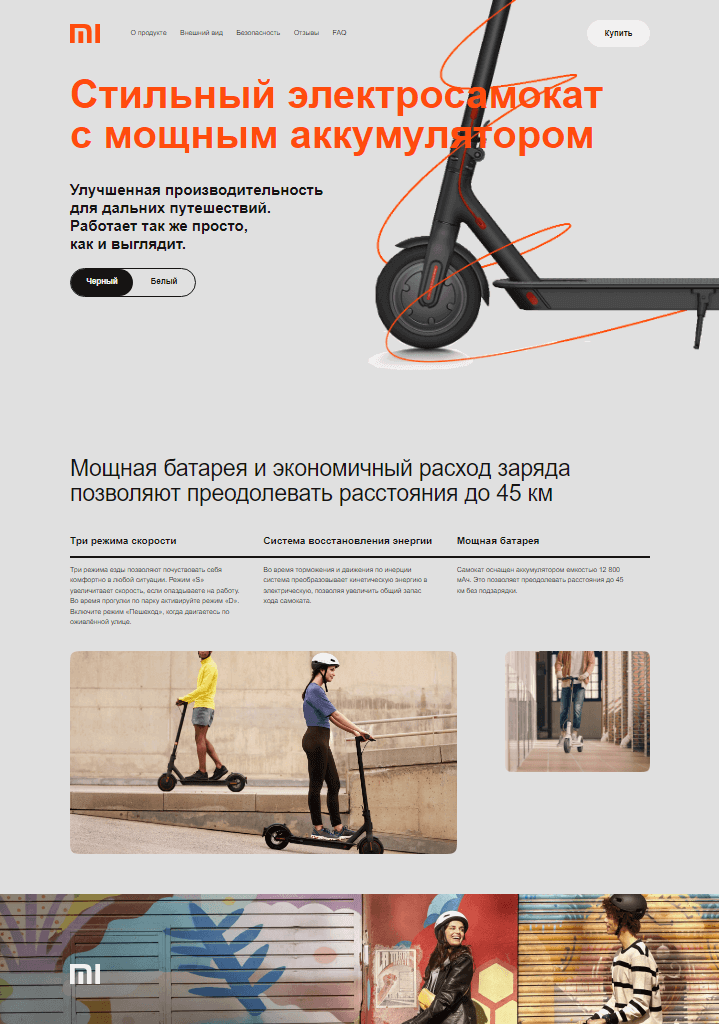 mi
О продукте Внешний вид Безопасность Отзывы FAQ
Купить
Стильный электросамокат
с мощным аккумулятором
Улучшенная производительность
для дальних путешествий.
Работает так же просто,
как и выглядит.
Черный Белый
Мощная батарея и экономичный расход заряда
позволяют преодолевать расстояния до 45 км
Три режима скорости
Три режима езды позволяют почуствовать себя
комфортно в любой ситуации. Режим «S»
увеличитвает скорость, если опаздываете на работу.
Во время прогулки по парку активируйте режим «D».
Включите режим «Пешеход», когда двигаетесь по
оживлённой улице.
Система восстановления энергии
Во время торможения и движения по инерции
система преобразовывает кинетическую энергию в
электрическую, позволяя увеличить общий запас
хода самоката.
Мощная батарея
Самокат оснащен аккумулятором емкостью 12 800
мАч. Это позволяет преодолевать расстояния до 45
км без подзарядки.
mi